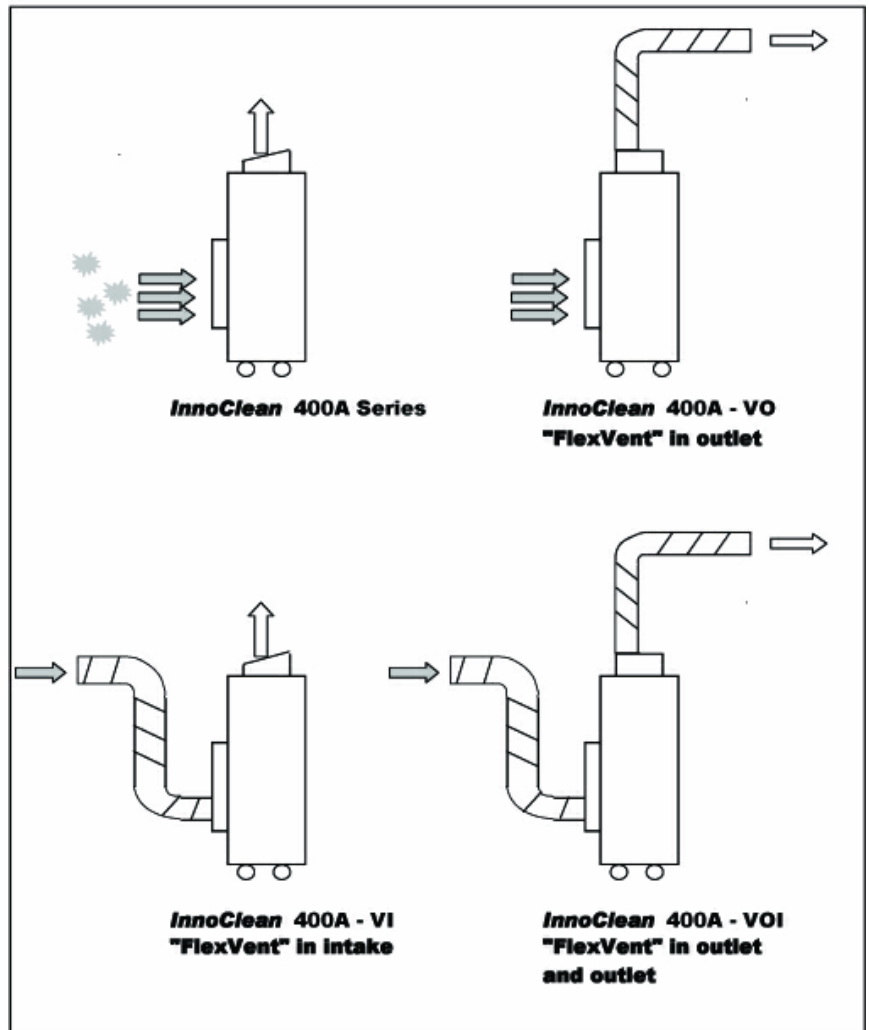 InnoClean 400A Series
InnoClean 400A - VO
"FlexVent" in outlet
InnoClean 400A - VI
"FlexVent" in intake
InnoClean 400A - VOI
"FlexVent" in outlet
and outlet